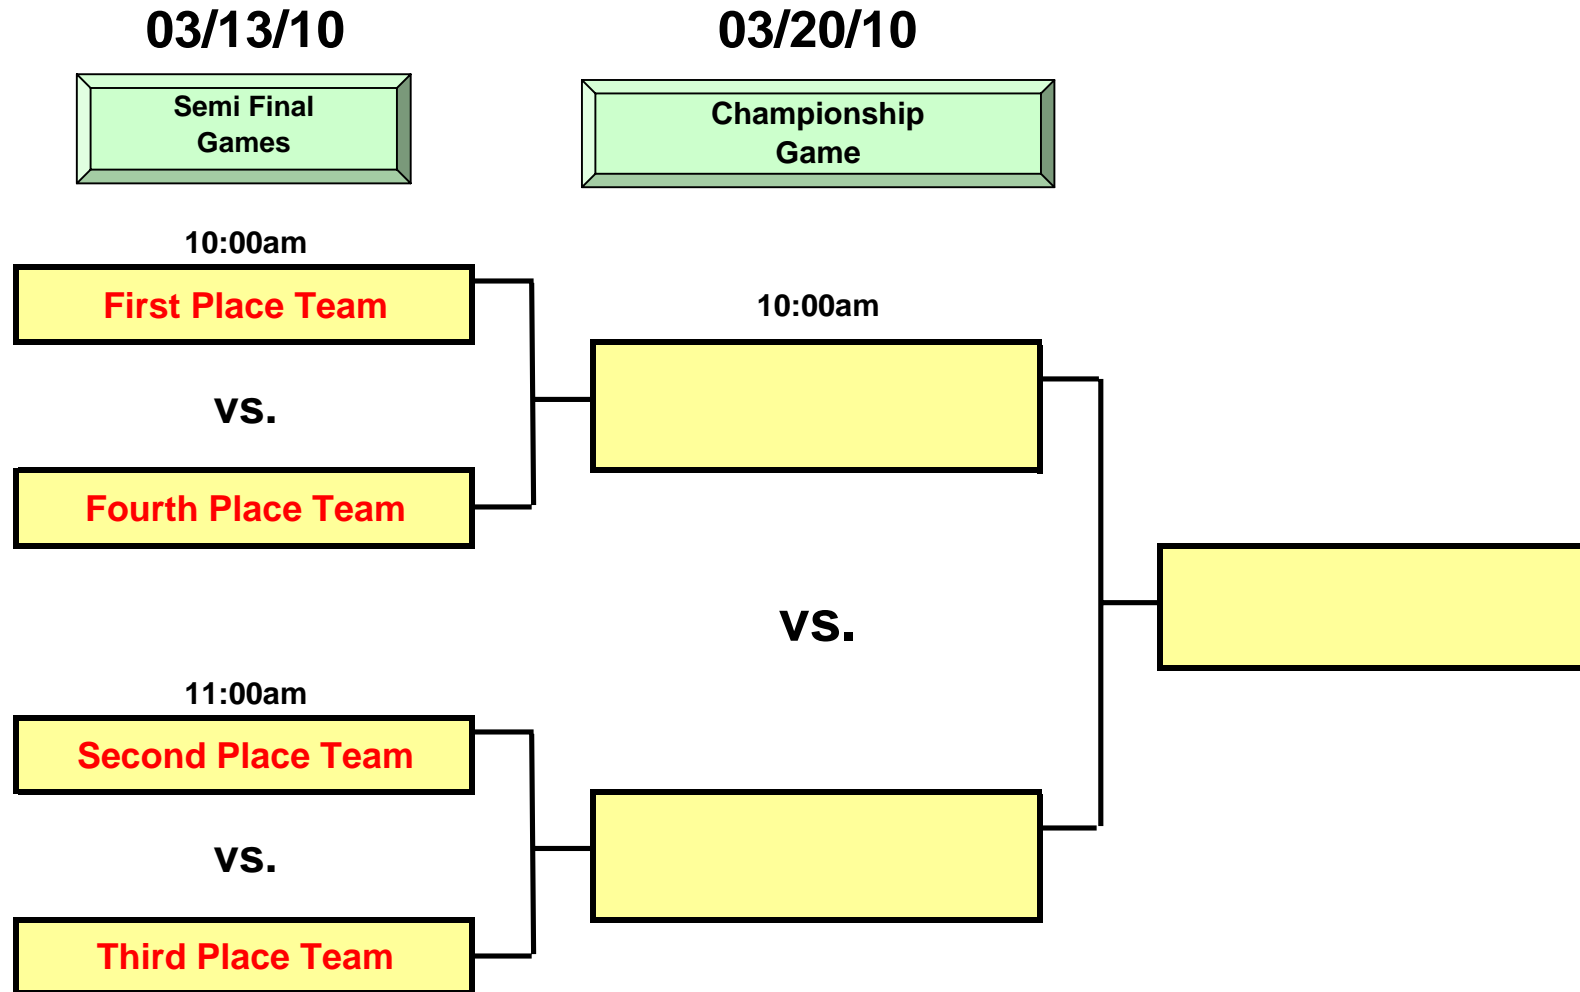 03/13/10
03/20/10
Semi Final
Games
Championship
Game
10:00am
First Place Team
10:00am
vs.
Fourth Place Team
vs.
11:00am
Second Place Team
vs.
Third Place Team